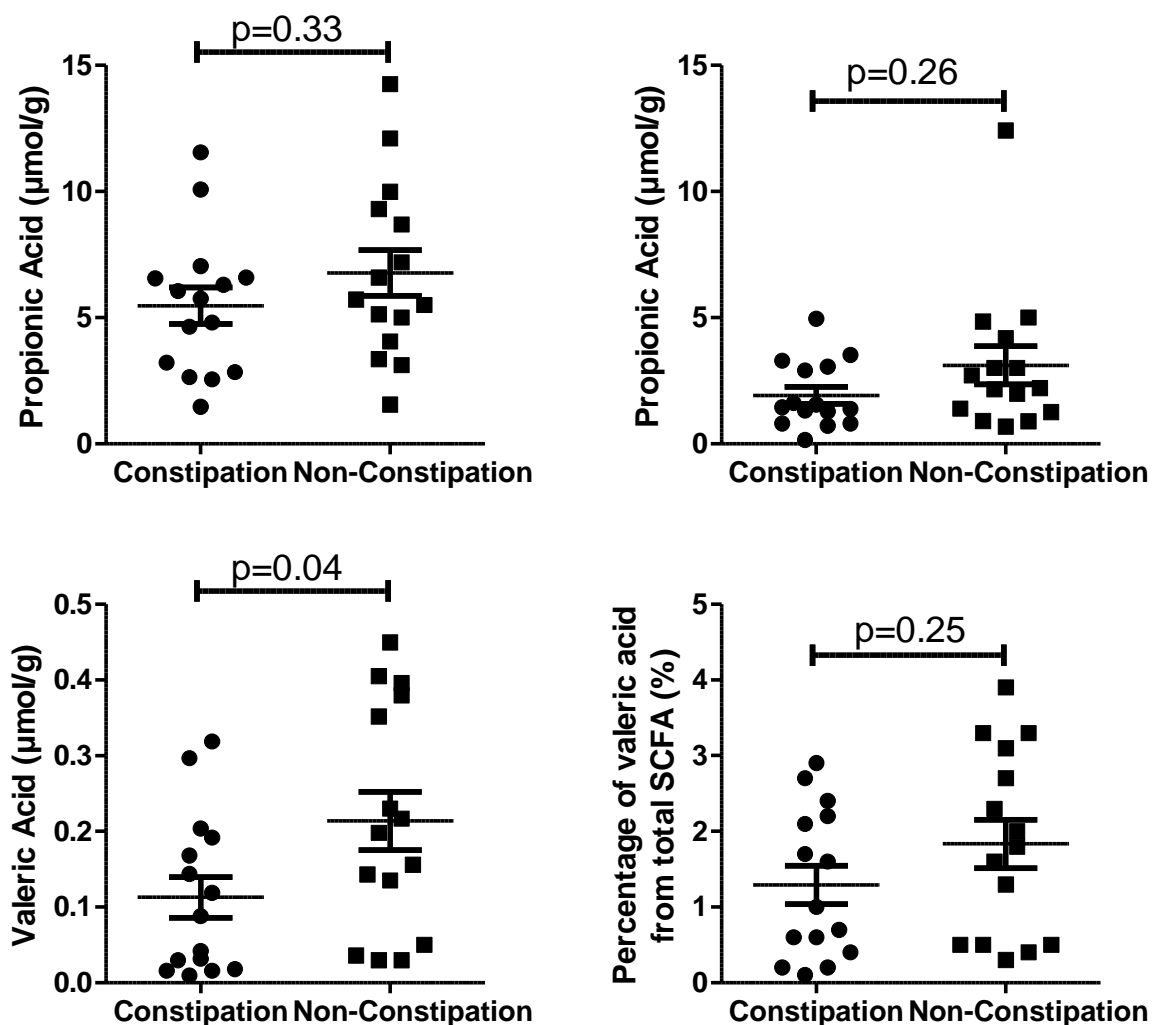 p=0.33
Propionic Acid (µmol/g)
15
10
5
0
Constipation Non-Constipation
p=0.26
Propionic Acid (µmol/g)
15
10
5
0
Constipation Non-Constipation
p=0.04
Valeric Acid (µmol/g)
0.5
0.4
0.3
0.2
0.1
0.0
Constipation Non-Constipation
p=0.25
Percentage of valeric acid
from total SCFA (%)
5
4
3
2
1
0
Constipation Non-Constipation